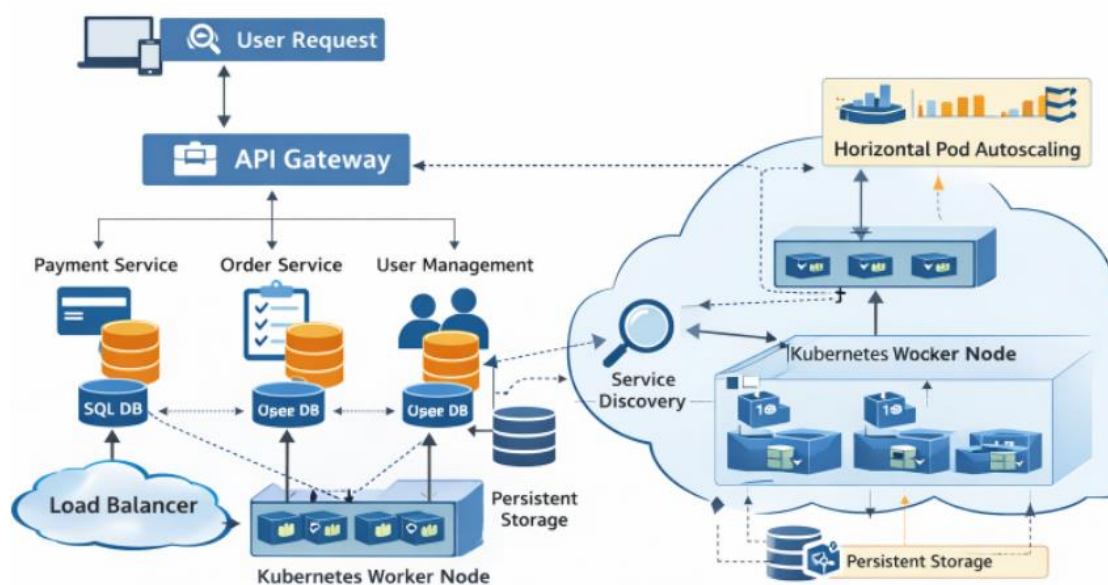 User Request
API Gateway
Horizontal Pod Autoscaling
Payment Service
Order Service
User Management
SQL DB
Usee DB
Usee DB
Service
Discovery
Kubernetes Wocker Node
Load Balancer
Persistent
Storage
Kubernetes Worker Node
Persistent Storage